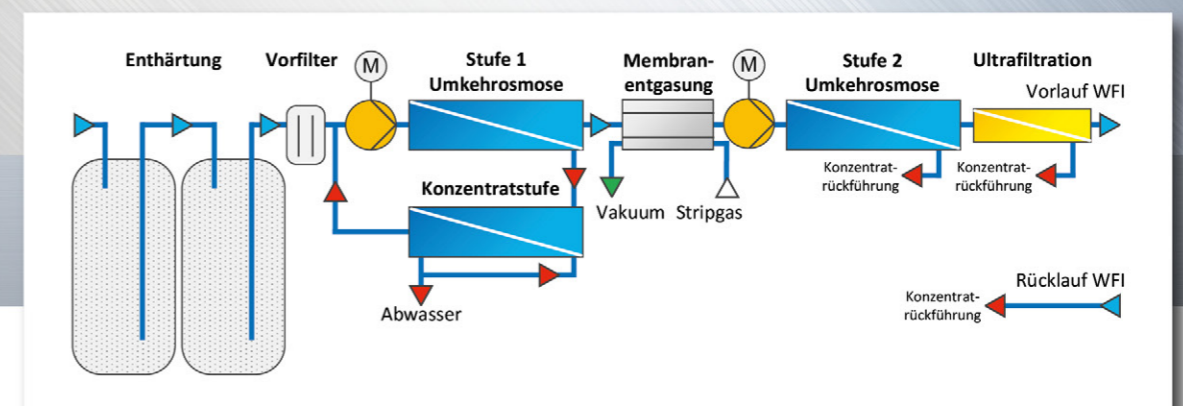 Enthärtung
Vorfilter
M
Stufe 1
Umkehrosmose
Membran-
entgasung
M
Stufe 2
Umkehrosmose
Ultrafiltration
Vorlauf WFI
Konzentrat-
rückführung
Konzentrat-
rückführung
Konzentratstufe
Vakuum
Stripgas
Abwasser
Rücklauf WFI
Konzentrat-
rückführung